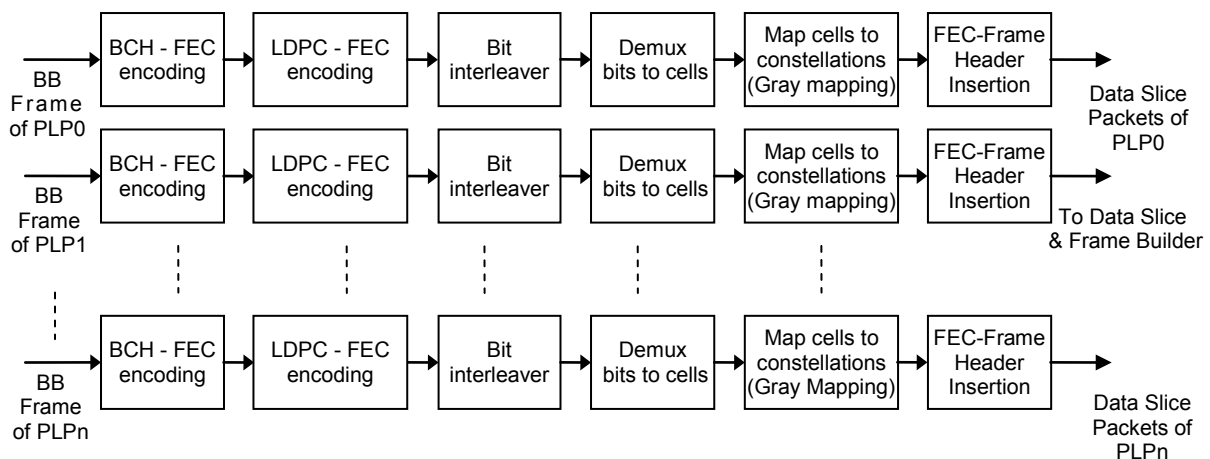 BB
Frame
of PLP0
BCH - FEC
encoding
LDPC - FEC
encoding
Bit
interleaver
Demux
bits to cells
Map cells to
constellations
(Gray mapping)
FEC-Frame
Header
Insertion
Data Slice
Packets of
PLP0
BB
Frame
of PLP1
BCH - FEC
encoding
LDPC - FEC
encoding
Bit
interleaver
Demux
bits to cells
Map cells to
constellations
(Gray mapping)
FEC-Frame
Header
Insertion
To Data Slice
& Frame Builder
BB
Frame
of PLPn
BCH - FEC
encoding
LDPC - FEC
encoding
Bit
interleaver
Demux
bits to cells
Map cells to
constellations
(Gray Mapping)
FEC-Frame
Header
Insertion
Data Slice
Packets of
PLPn